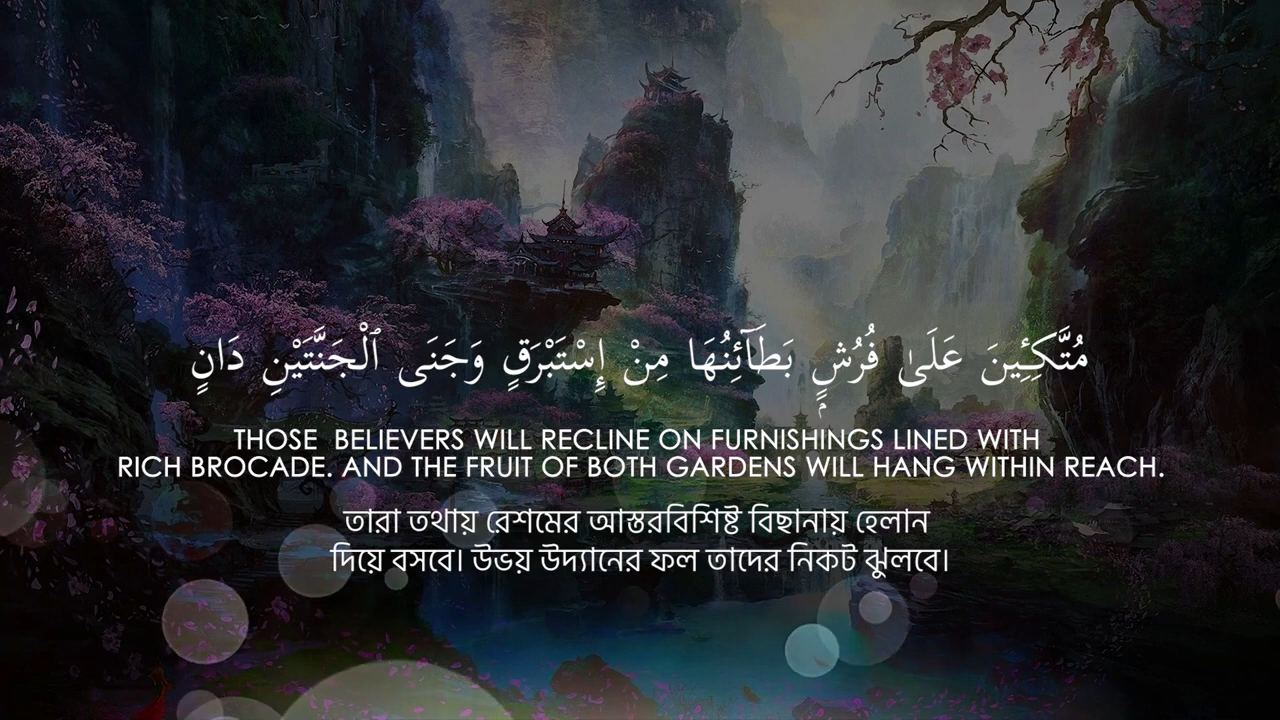 مُتَّكِـِٔينَ عَلَىٰ فُرُشٍۭ بَطَآئِنُهَا مِنْ إِسْتَبْرَقٍ وَجَنَى ٱلْجَنَّتَيْنِ دَانٍ
THOSE BELIEVERS WILL RECLINE ON FURNISHINGS LINED WITH
RICH BROCADE. AND THE FRUIT OF BOTH GARDENS WILL HANG WITHIN REACH.
তারা তথায় রেশমের আস্তরবিশিষ্ট বিছানায় হেলান
দিয়ে বসবে। উভয় উদ্যানের ফল তাদের নিকট ঝুলবে।